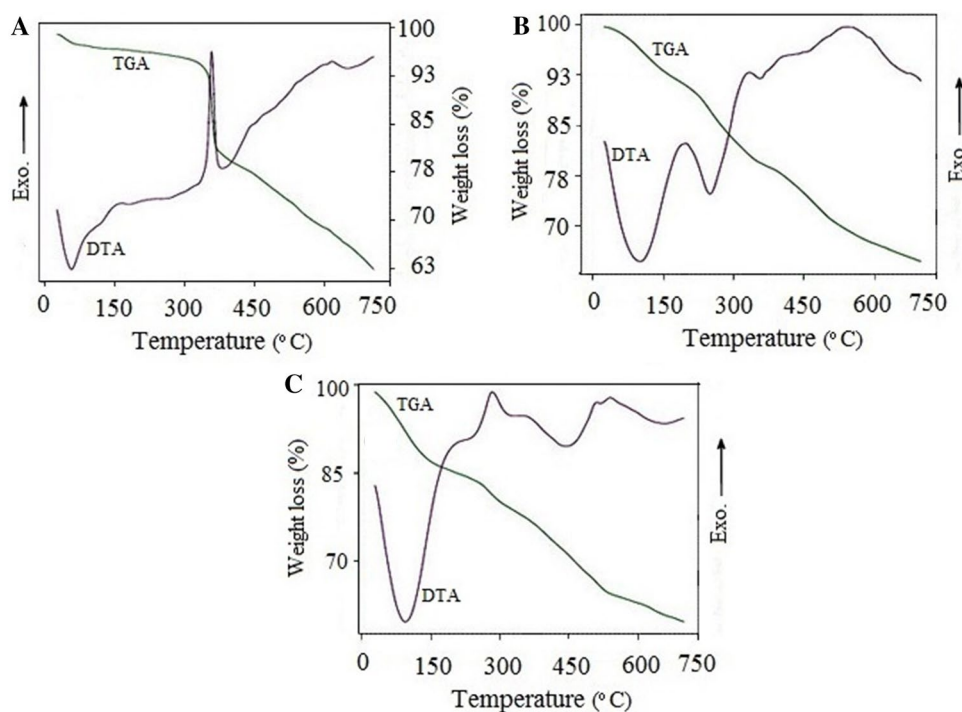 A
TGA
DTA
Exo.
100
93
85
78
70
63
Weight loss (%)
0 150 300 450 600 750
Temperature (° C)
B
TGA
DTA
Weight loss (%)
100
93
85
78
70
Exo.
0 150 300 450 600 750
Temperature (° C)
C
TGA
DTA
Weight loss (%)
100
85
70
Exo.
0 150 300 450 600 750
Temperature (° C)